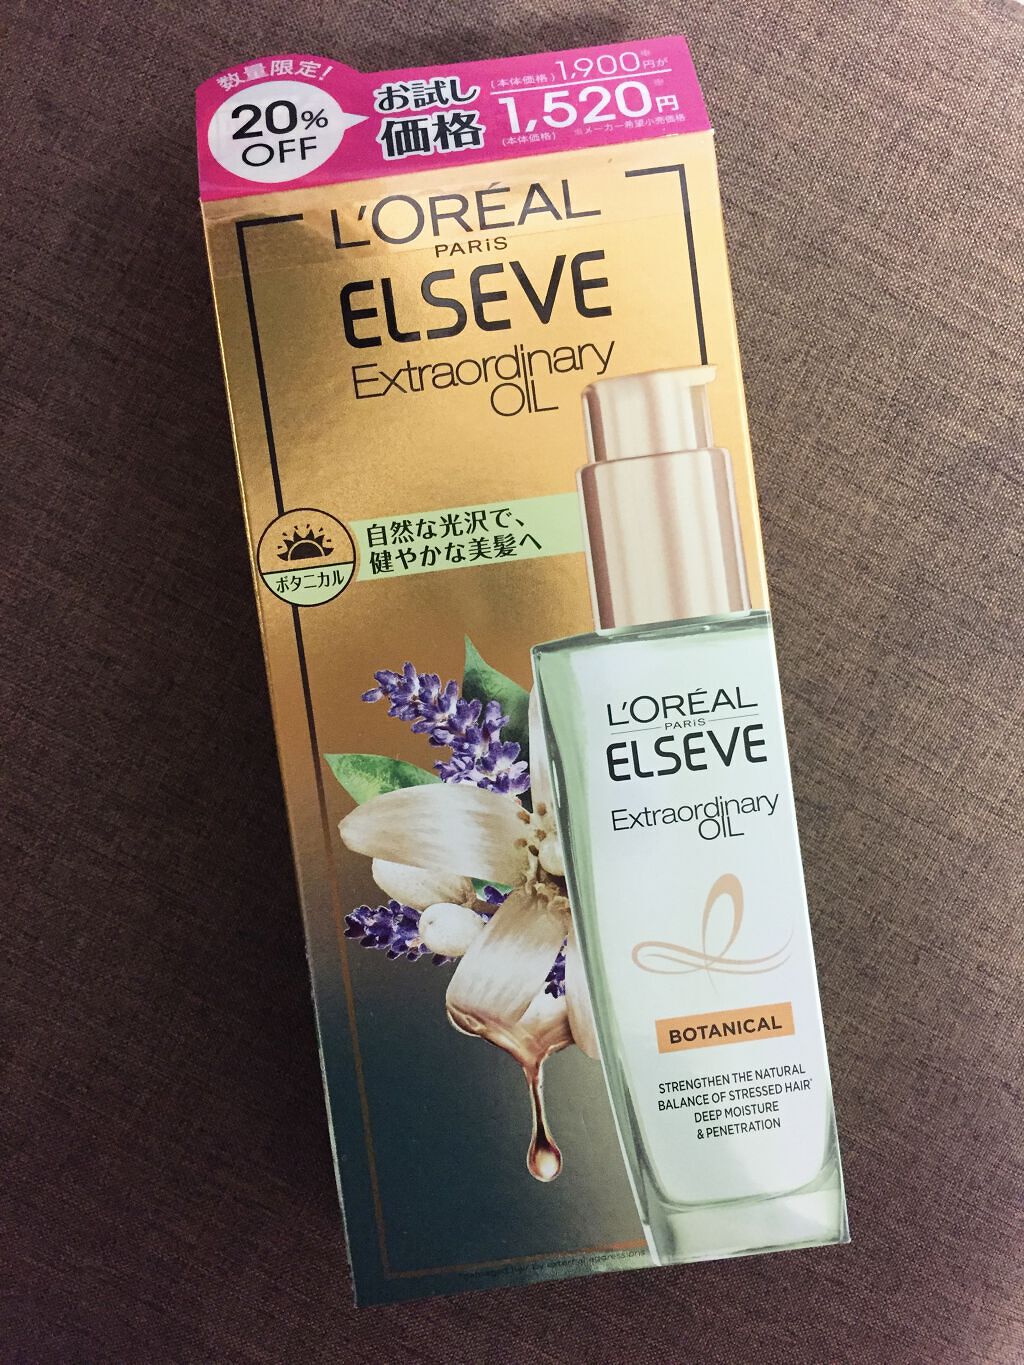 数量限定!
20%
OFF
お試し
価格
(本体価格)1,900円が※
1,520円※
(本体価格)
※メーカー希望小売価格
L'ORÉAL
PARIS
ELSEVE
Extraordinary
OIL
ボタニカル
自然な光沢で、
健やかな美髪へ
L'ORÉAL
PARIS
ELSEVE
Extraordinary
OIL
BOTANICAL
STRENGTHEN THE NATURAL
BALANCE OF STRESSED HAIR*
DEEP MOISTURE
& PENETRATION
hair by external aggressions